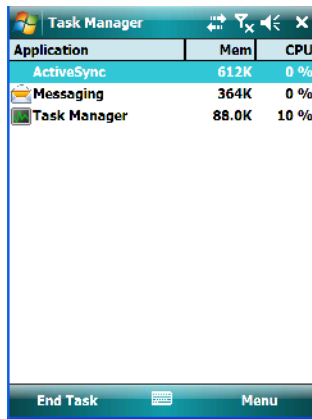 Task Manager
Application Mem CPU
ActiveSync 612K 0 %
Messaging 364K 0 %
Task Manager 88.0K 10 %
End Task Menu